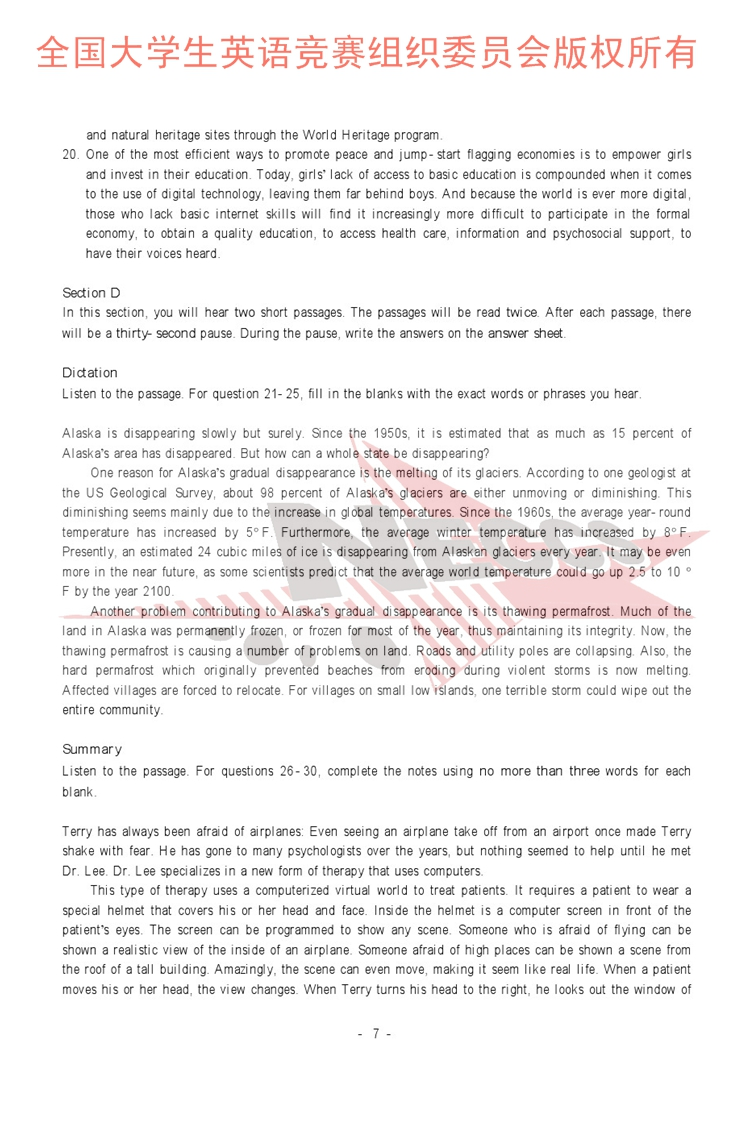 全国大学生英语竞赛组织委员会版权所有
and natural heritage sites through the World Heritage program.
20. One of the most efficient ways to promote peace and jump-start flagging economies is to empower girls
and invest in their education. Today, girls' lack of access to basic education is compounded when it comes
to the use of digital technology, leaving them far behind boys. And because the world is ever more digital,
those who lack basic internet skills will find it increasingly more difficult to participate in the formal
economy, to obtain a quality education, to access health care, information and psychosocial support, to
have their voices heard.
Section D
In this section, you will hear two short passages. The passages will be read twice. After each passage, there
will be a thirty-second pause. During the pause, write the answers on the answer sheet.
Dictation
Listen to the passage. For question 21-25, fill in the blanks with the exact words or phrases you hear.
Alaska is disappearing slowly but surely. Since the 1950s, it is estimated that as much as 15 percent of
Alaska's area has disappeared. But how can a whole state be disappearing?
One reason for Alaska's gradual disappearance is the melting of its glaciers. According to one geologist at
the US Geological Survey, about 98 percent of Alaska's glaciers are either unmoving or diminishing. This
diminishing seems mainly due to the increase in global temperatures. Since the 1960s, the average year-round
temperature has increased by 5°F. Furthermore, the average winter temperature has increased by 8°F.
Presently, an estimated 24 cubic miles of ice is disappearing from Alaskan glaciers every year. It may be even
more in the near future, as some scientists predict that the average world temperature could go up 2.5 to 10 °
F by the year 2100.
Another problem contributing to Alaska's gradual disappearance is its thawing permafrost. Much of the
land in Alaska was permanently frozen, or frozen for most of the year, thus maintaining its integrity. Now, the
thawing permafrost is causing a number of problems on land. Roads and utility poles are collapsing. Also, the
hard permafrost which originally prevented beaches from eroding during violent storms is now melting.
Affected villages are forced to relocate. For villages on small low islands, one terrible storm could wipe out the
entire community.
Summary
Listen to the passage. For questions 26-30, complete the notes using no more than three words for each
blank.
Terry has always been afraid of airplanes: Even seeing an airplane take off from an airport once made Terry
shake with fear. He has gone to many psychologists over the years, but nothing seemed to help until he met
Dr. Lee. Dr. Lee specializes in a new form of therapy that uses computers.
This type of therapy uses a computerized virtual world to treat patients. It requires a patient to wear a
special helmet that covers his or her head and face. Inside the helmet is a computer screen in front of the
patient's eyes. The screen can be programmed to show any scene. Someone who is afraid of flying can be
shown a realistic view of the inside of an airplane. Someone afraid of high places can be shown a scene from
the roof of a tall building. Amazingly, the scene can even move, making it seem like real life. When a patient
moves his or her head, the view changes. When Terry turns his head to the right, he looks out the window of
- 7 -